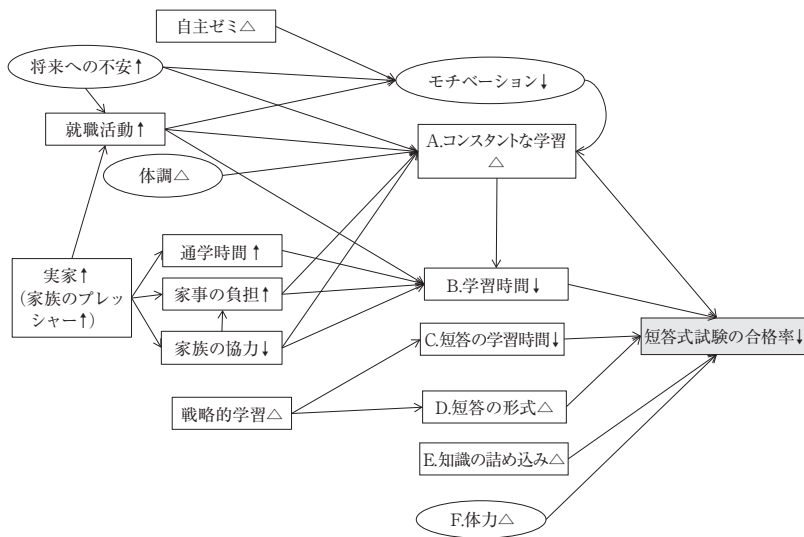 自主ゼミ△
将来への不安↑
モチベーション↓
就職活動↑
A.コンスタントな学習
△
体調△
通学時間↑
実家↑
(家族のプレッ
シャー↑)
家事の負担↑
B.学習時間↓
家族の協力↓
C.短答の学習時間↓
短答式試験の合格率↓
戦略的学習△
D.短答の形式△
E.知識の詰め込み△
F.体力△